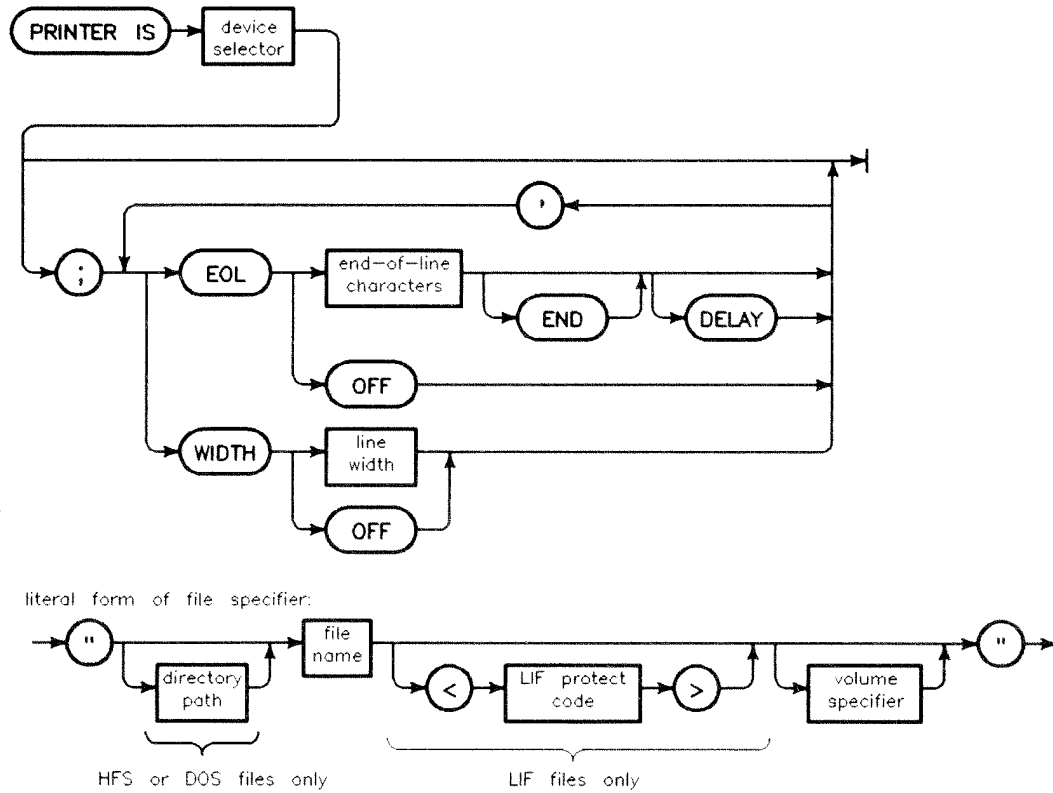 PRINTER IS
device
selector
,
;
EOL
end-of-line
characters
END
DELAY
OFF
WIDTH
line
width
OFF
literal form of file specifier:
"
directory
path
file
name
<
LIF protect
code
>
volume
specifier
"
HFS or DOS files only
LIF files only